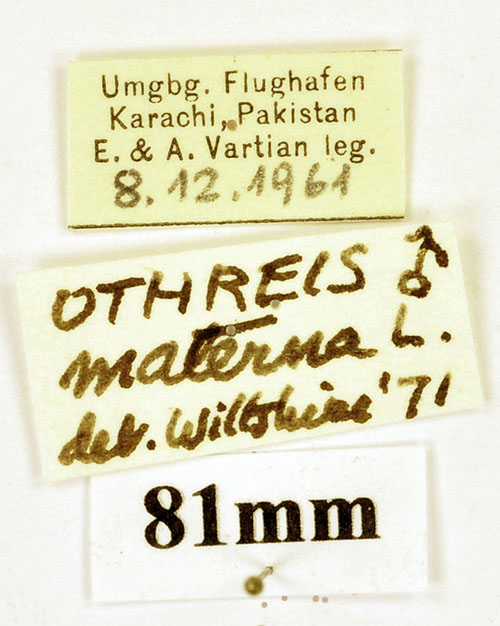 Umgbg. Flughafen
Karachi, Pakistan
E. & A. Vartian leg.
8.12.1961
OTHREIS ♂
materna L.
det. Wiltshire '71
81mm